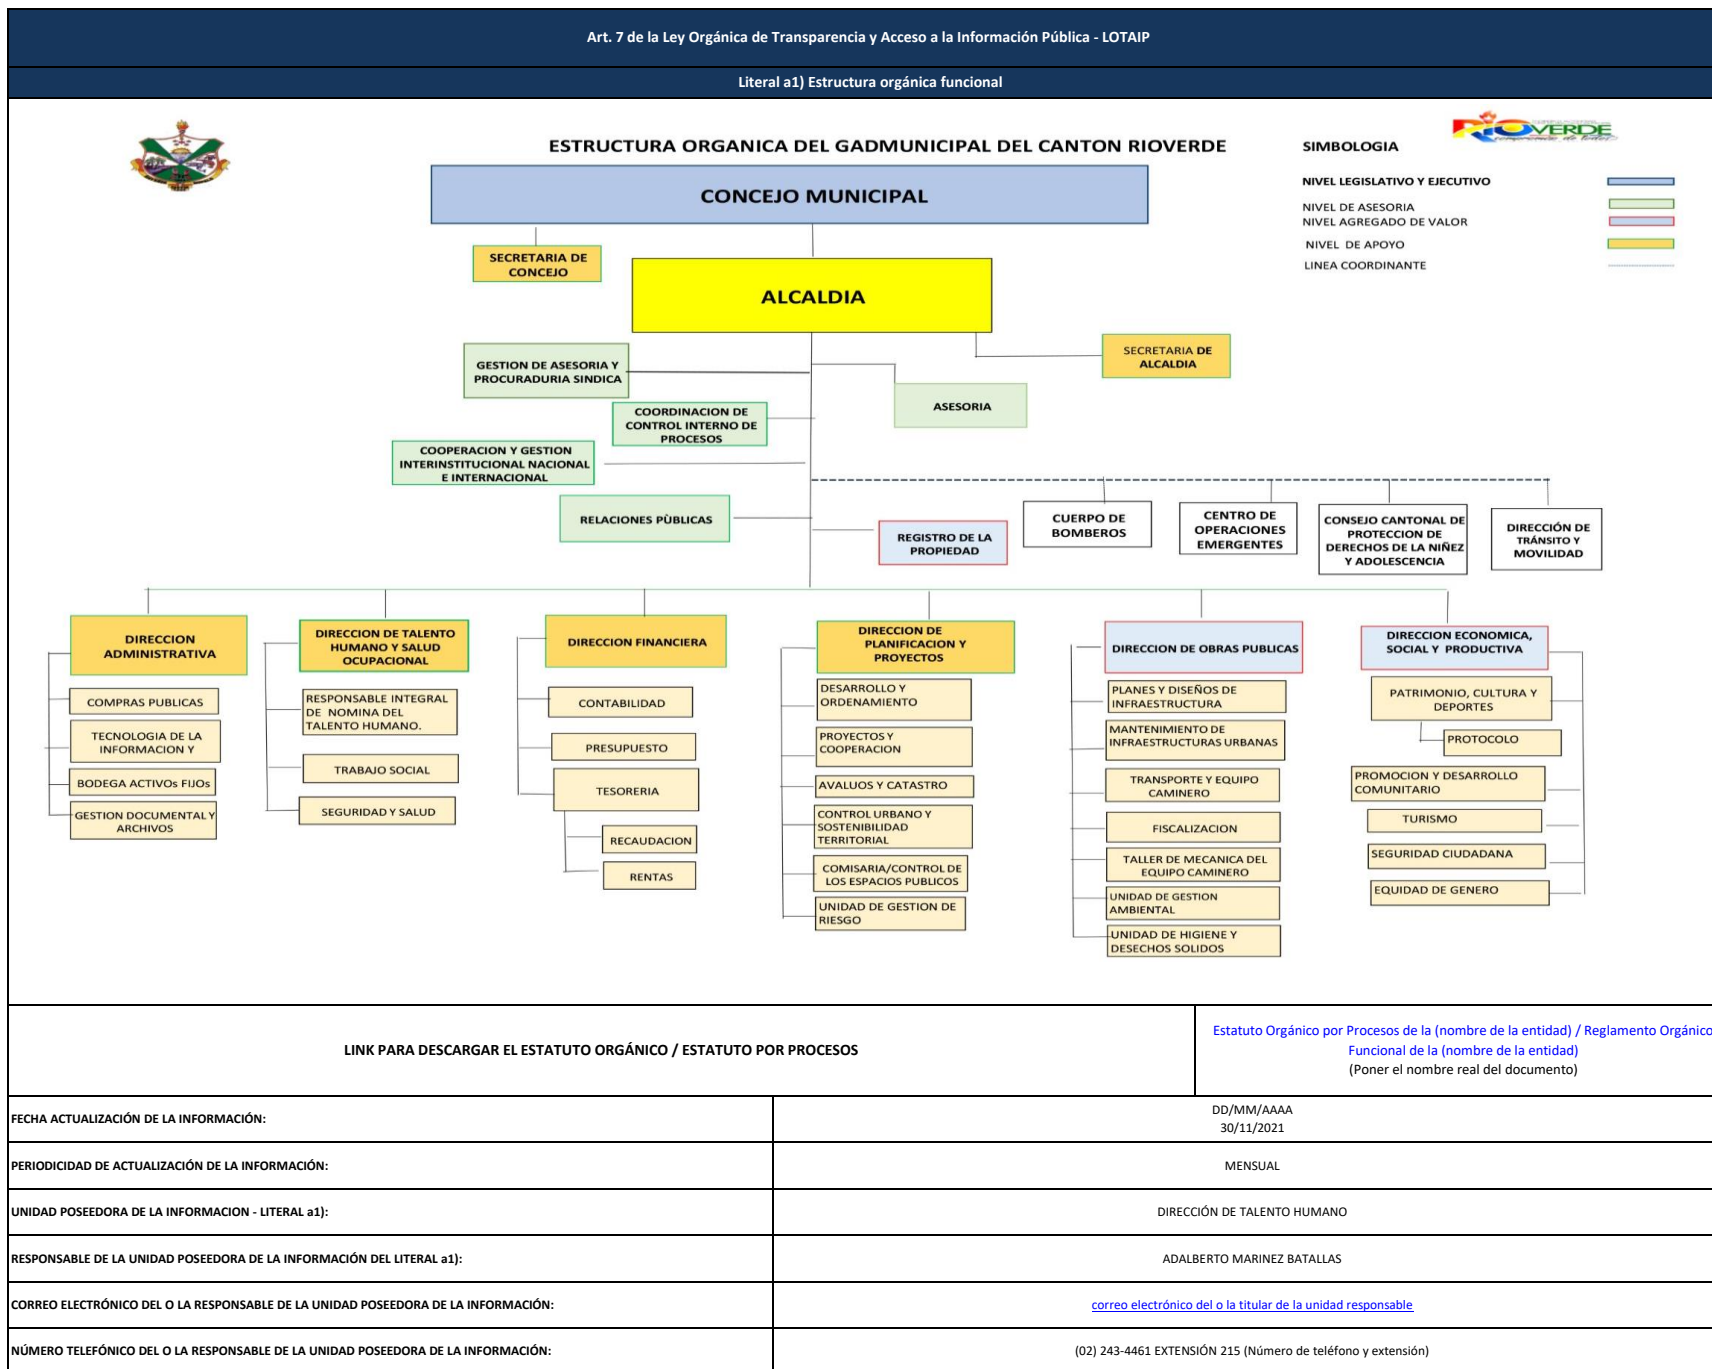 Art. 7 de la Ley Orgánica de Transparencia y Acceso a la Información Pública - LOTAIP
Literal a1) Estructura orgánica funcional
RIOVERDE
ESTRUCTURA ORGANICA DEL GADMUNICIPAL DEL CANTON RIOVERDE
SIMBOLOGIA
NIVEL LEGISLATIVO Y EJECUTIVO
NIVEL DE ASESORIA
NIVEL AGREGADO DE VALOR
NIVEL DE APOYO
LINEA COORDINANTE
CONCEJO MUNICIPAL
SECRETARIA DE
CONCEJO
ALCALDIA
SECRETARIA DE
ALCALDIA
GESTION DE ASESORIA Y
PROCURADURIA SINDICA
ASESORIA
COORDINACION DE
CONTROL INTERNO DE
PROCESOS
COOPERACION Y GESTION
INTERINSTITUCIONAL NACIONAL
E INTERNACIONAL
RELACIONES PÙBLICAS
REGISTRO DE LA
PROPIEDAD
CUERPO DE
BOMBEROS
CENTRO DE
OPERACIONES
EMERGENTES
CONSEJO CANTONAL DE
PROTECCION DE
DERECHOS DE LA NIÑEZ
Y ADOLESCENCIA
DIRECCIÓN DE
TRÁNSITO Y
MOVILIDAD
DIRECCION
ADMINISTRATIVA
COMPRAS PUBLICAS
TECNOLOGIA DE LA
INFORMACION Y
BODEGA ACTIVOs FIJOs
GESTION DOCUMENTAL Y
ARCHIVOS
DIRECCION DE TALENTO
HUMANO Y SALUD
OCUPACIONAL
RESPONSABLE INTEGRAL
DE NOMINA DEL
TALENTO HUMANO.
TRABAJO SOCIAL
SEGURIDAD Y SALUD
DIRECCION FINANCIERA
CONTABILIDAD
PRESUPUESTO
TESORERIA
RECAUDACION
RENTAS
DIRECCION DE
PLANIFICACION Y
PROYECTOS
DESARROLLO Y
ORDENAMIENTO
PROYECTOS Y
COOPERACION
AVALUOS Y CATASTRO
CONTROL URBANO Y
SOSTENIBILIDAD
TERRITORIAL
COMISARIA/CONTROL DE
LOS ESPACIOS PUBLICOS
UNIDAD DE GESTION DE
RIESGO
DIRECCION DE OBRAS PUBLICAS
PLANES Y DISEÑOS DE
INFRAESTRUCTURA
MANTENIMIENTO DE
INFRAESTRUCTURAS URBANAS
TRANSPORTE Y EQUIPO
CAMINERO
FISCALIZACION
TALLER DE MECANICA DEL
EQUIPO CAMINERO
UNIDAD DE GESTION
AMBIENTAL
UNIDAD DE HIGIENE Y
DESECHOS SOLIDOS
DIRECCION ECONOMICA,
SOCIAL Y PRODUCTIVA
PATRIMONIO, CULTURA Y
DEPORTES
PROTOCOLO
PROMOCION Y DESARROLLO
COMUNITARIO
TURISMO
SEGURIDAD CIUDADANA
EQUIDAD DE GENERO
LINK PARA DESCARGAR EL ESTATUTO ORGÁNICO / ESTATUTO POR PROCESOS
Estatuto Orgánico por Procesos de la (nombre de la entidad) / Reglamento Orgánico
Funcional de la (nombre de la entidad)
(Poner el nombre real del documento)
FECHA ACTUALIZACIÓN DE LA INFORMACIÓN:
DD/MM/AAAA
30/11/2021
PERIODICIDAD DE ACTUALIZACIÓN DE LA INFORMACIÓN:
MENSUAL
UNIDAD POSEEDORA DE LA INFORMACION - LITERAL a1):
DIRECCIÓN DE TALENTO HUMANO
RESPONSABLE DE LA UNIDAD POSEEDORA DE LA INFORMACIÓN DEL LITERAL a1):
ADALBERTO MARINEZ BATALLAS
CORREO ELECTRÓNICO DEL O LA RESPONSABLE DE LA UNIDAD POSEEDORA DE LA INFORMACIÓN:
correo electrónico del o la titular de la unidad responsable
NÚMERO TELEFÓNICO DEL O LA RESPONSABLE DE LA UNIDAD POSEEDORA DE LA INFORMACIÓN:
(02) 243-4461 EXTENSIÓN 215 (Número de teléfono y extensión)